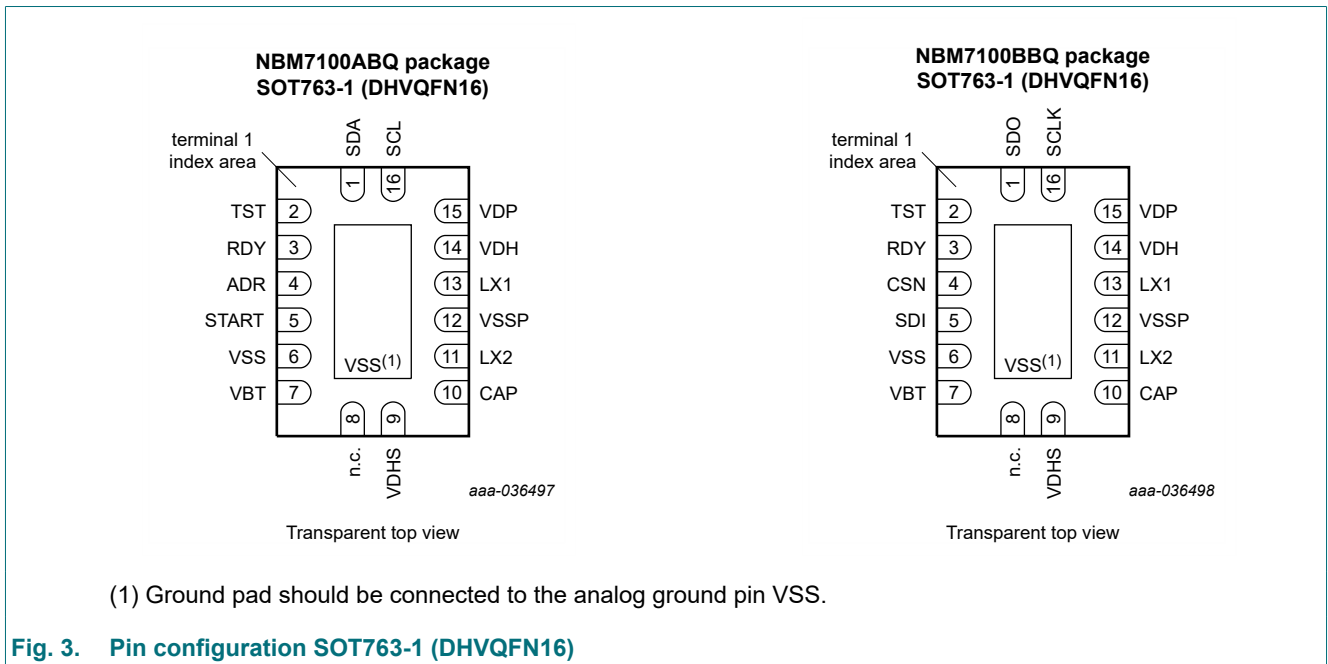 NBM7100ABQ package
SOT763-1 (DHVQFN16)
terminal 1
index area
SDA
SCL
1
16
TST 2
15 VDP
RDY 3
14 VDH
ADR 4
13 LX1
START 5
12 VSSP
VSS 6
11 LX2
VBT 7
10 CAP
VSS(1)
8
9
n.c.
VDHS
aaa-036497
Transparent top view
NBM7100BBQ package
SOT763-1 (DHVQFN16)
terminal 1
index area
SDO
SCLK
1
16
TST 2
15 VDP
RDY 3
14 VDH
CSN 4
13 LX1
SDI 5
12 VSSP
VSS 6
11 LX2
VBT 7
10 CAP
VSS(1)
8
9
n.c.
VDHS
aaa-036498
Transparent top view
(1) Ground pad should be connected to the analog ground pin VSS.
Fig. 3. Pin configuration SOT763-1 (DHVQFN16)